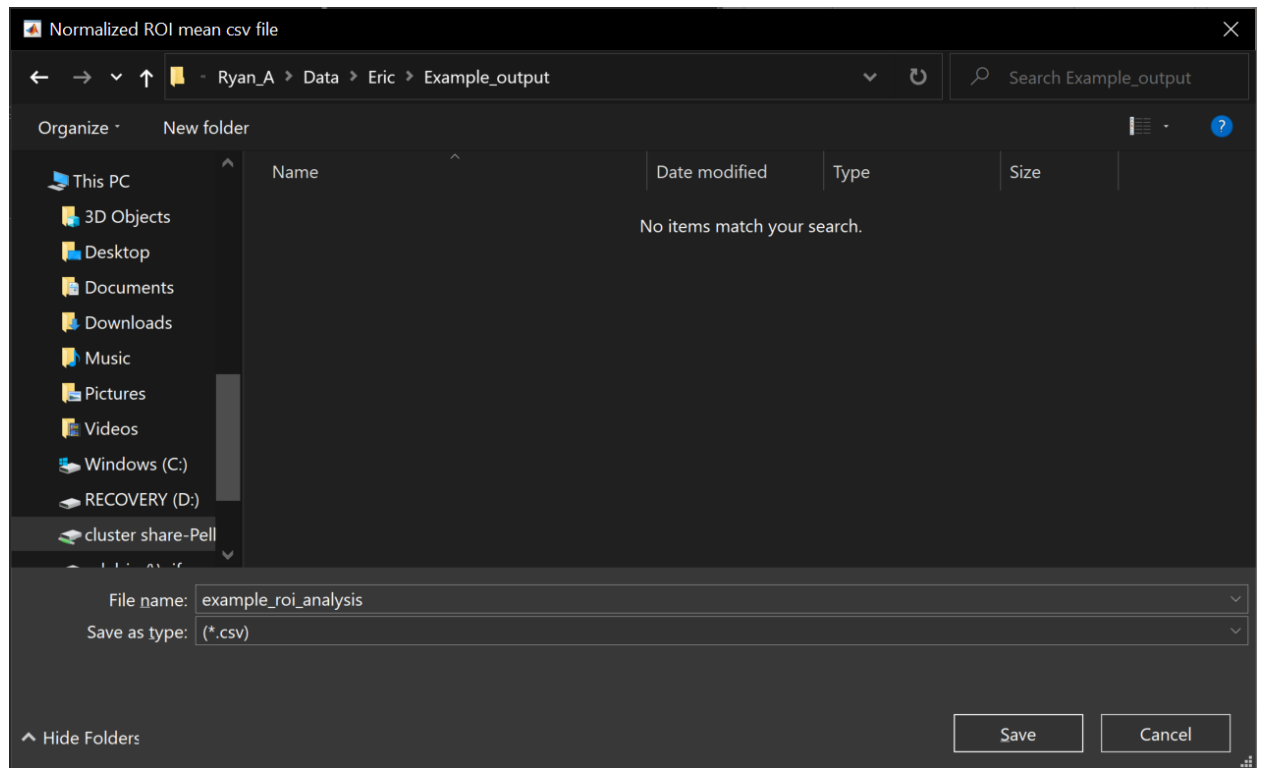 Normalized ROI mean csv file
Ryan_A > Data > Eric > Example_output
Search Example_output
Organize
New folder
Name
Date modified
Type
Size
This PC
3D Objects
No items match your search.
Desktop
Documents
Downloads
Music
Pictures
Videos
Windows (C:)
RECOVERY (D:)
cluster share-Pell
File name: example_roi_analysis
Save as type: (*.csv)
Hide Folders
Save
Cancel